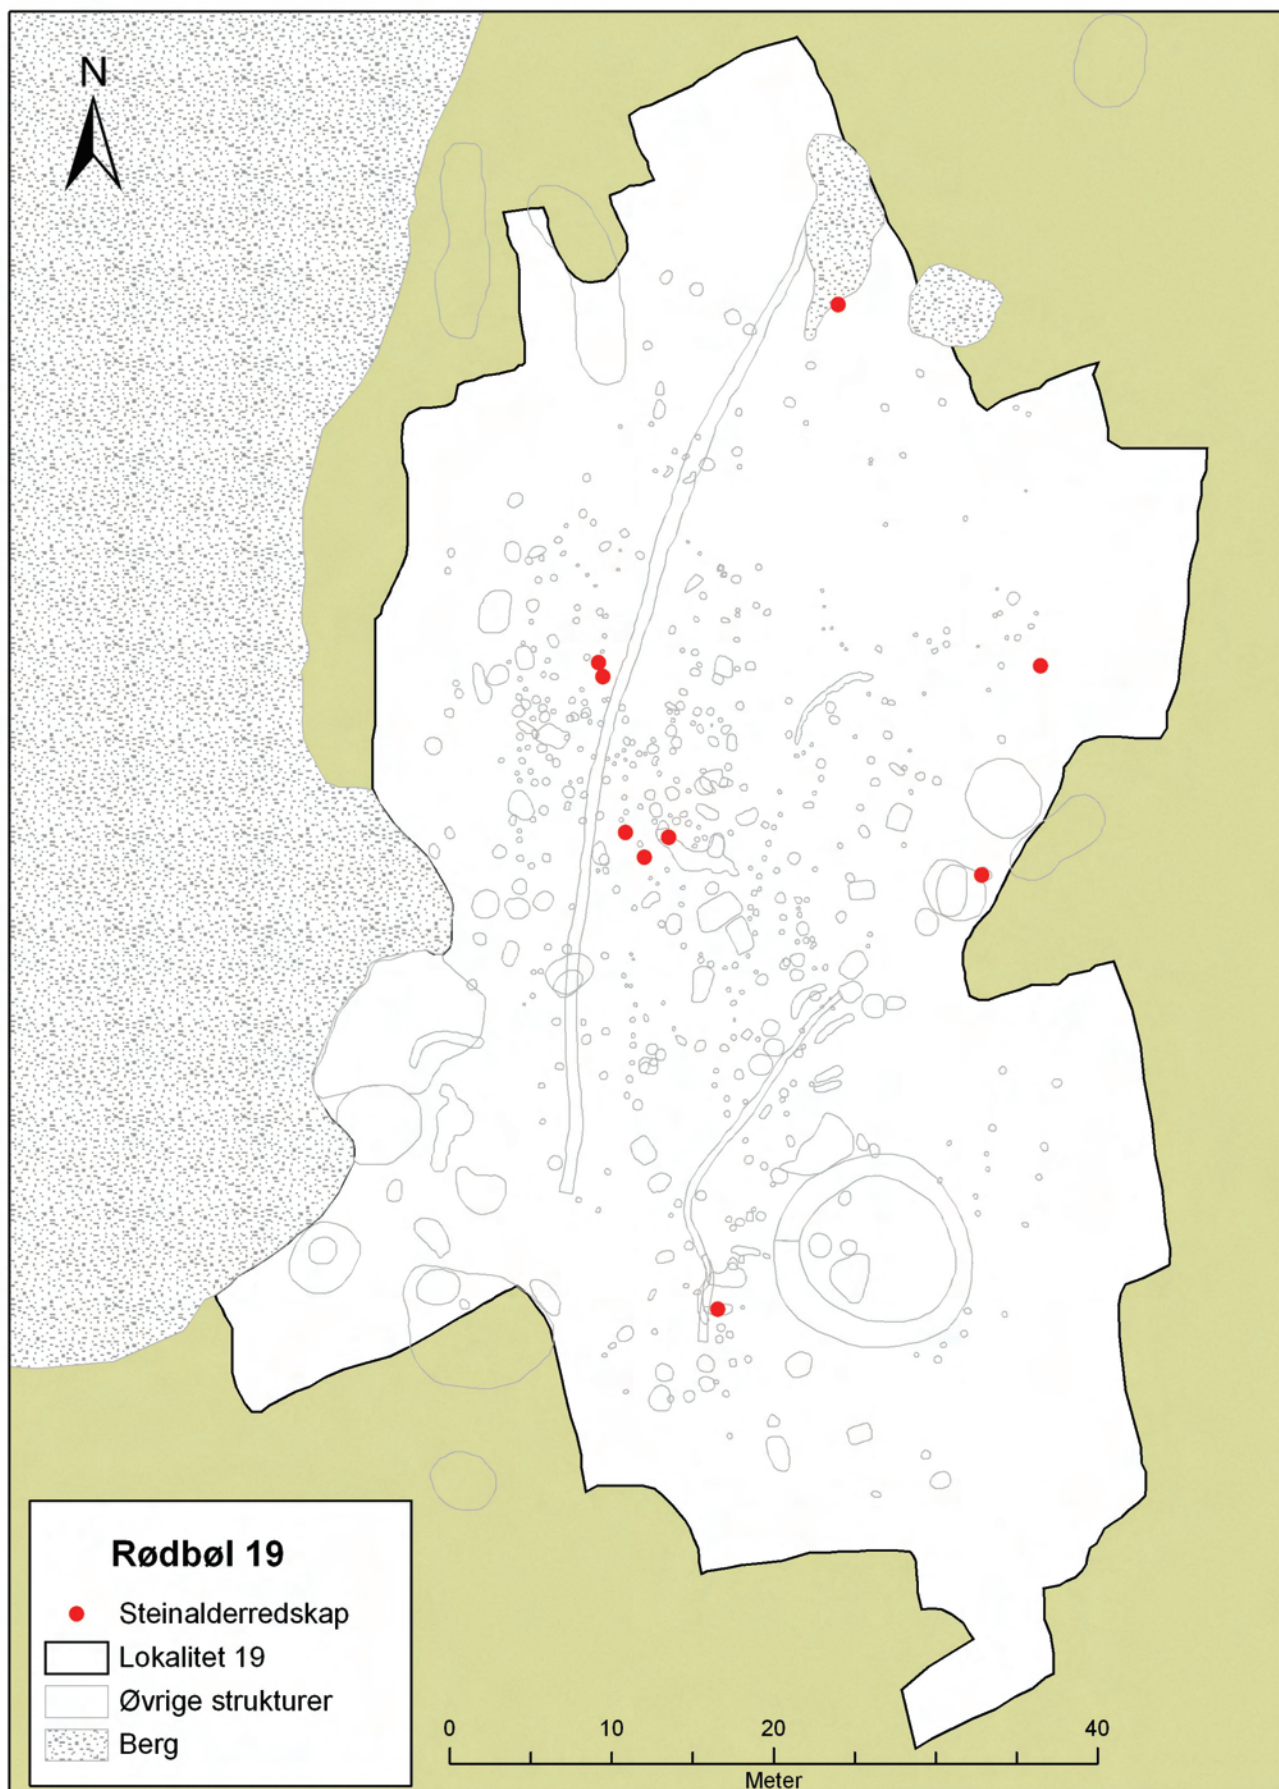 N
Rødbøl 19
Steinalderredskap
Lokalitet 19
Øvrige strukturer
Berg
0 10 20 40
Meter